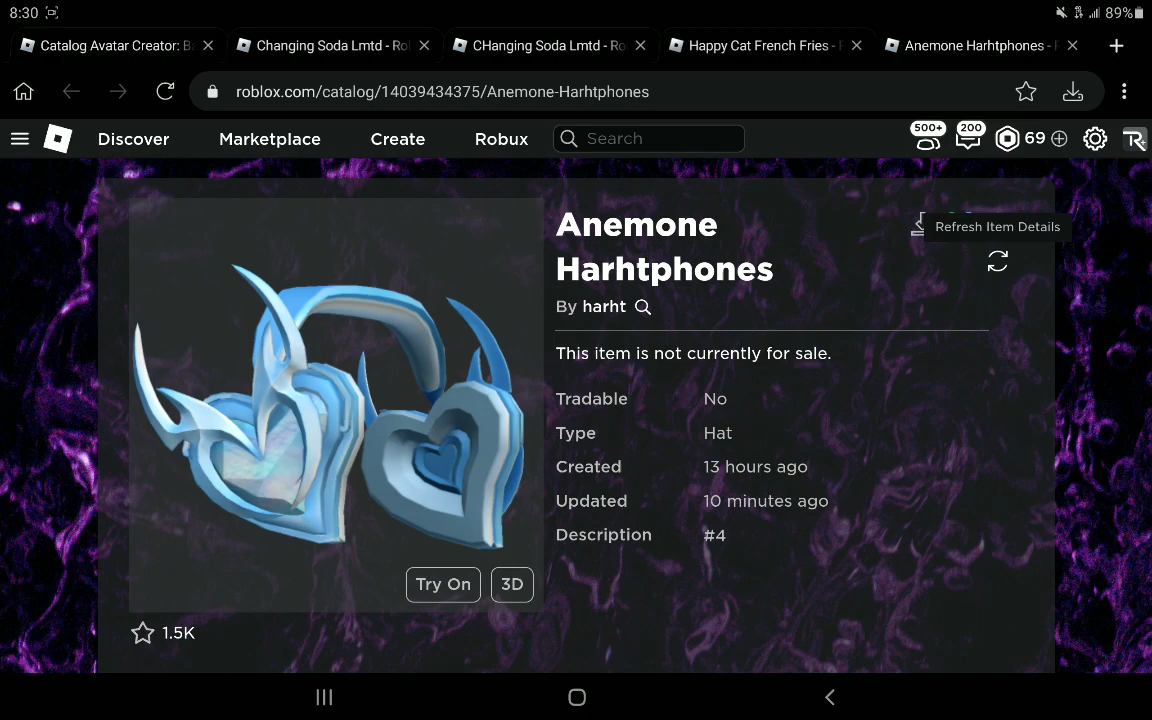 8:30 89%
Catalog Avatar Creator: B
Changing Soda Lmtd - Ro
CHanging Soda Lmtd - Ro
Happy Cat French Fries -
Anemone Harhtphones -
roblox.com/catalog/14039434375/Anemone-Harhtphones
Discover Marketplace Create Robux Search 500+ 200 69
Anemone
Harhtphones
Refresh Item Details
By harht
This item is not currently for sale.
Tradable No
Type Hat
Created 13 hours ago
Updated 10 minutes ago
Description #4
Try On 3D
1.5K